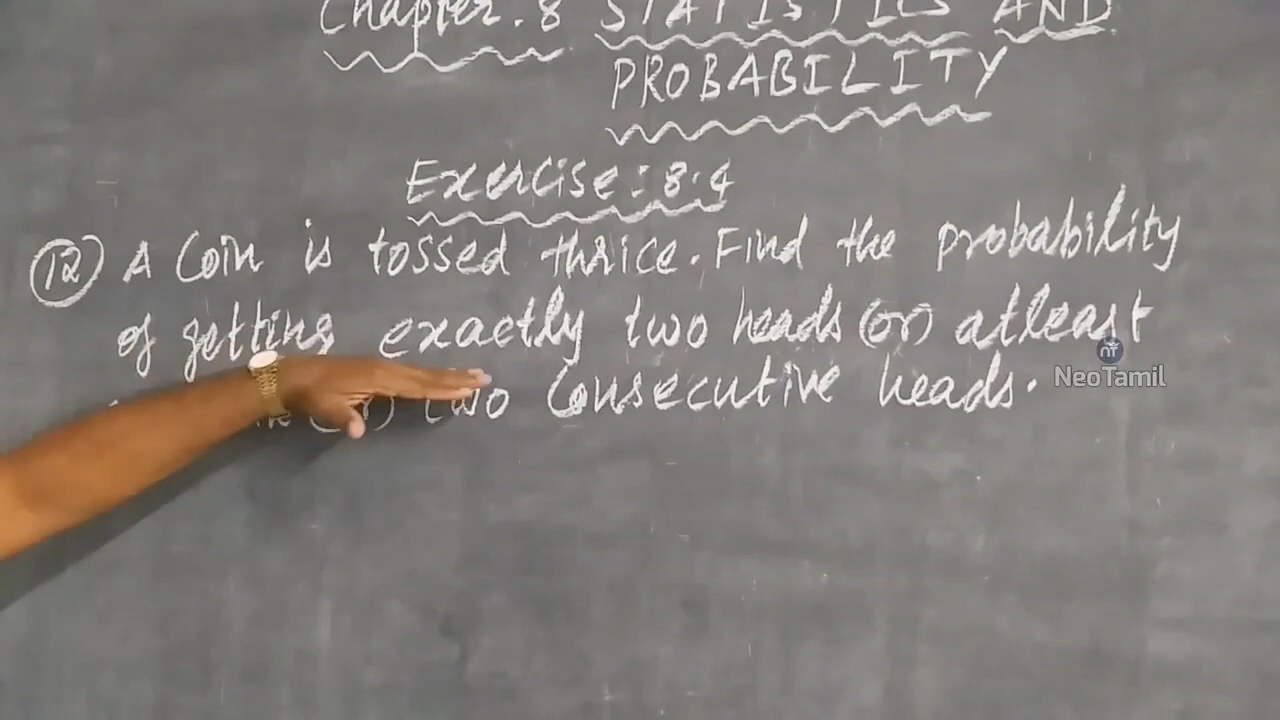 Chapter. 8 STATISTICS AND
PROBABILITY
Exercise: 8.4
(12) A Coin is tossed thrice. Find the probability
of getting exactly two heads (or) atleast
two Consecutive heads.
NeoTamil